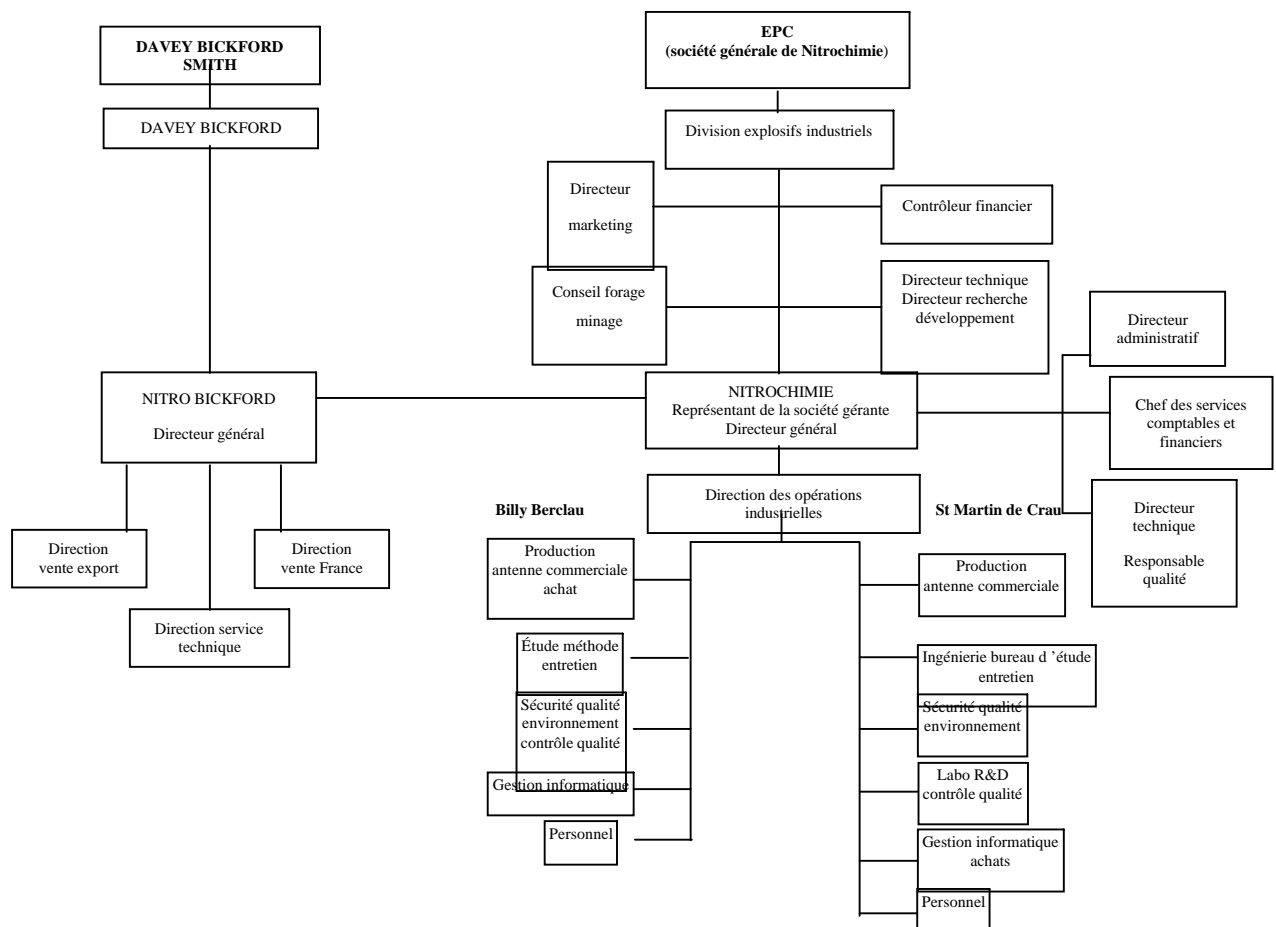 DAVEY BICKFORD
SMITH
DAVEY BICKFORD
EPC
(société générale de Nitrochimie)
Division explosifs industriels
Directeur
marketing
Contrôleur financier
Conseil forage
minage
Directeur technique
Directeur recherche
développement
Directeur
administratif
NITRO BICKFORD
Directeur général
NITROCHIMIE
Représentant de la société gérante
Directeur général
Chef des services
comptables et
financiers
Directeur
technique
Responsable
qualité
Direction
vente export
Direction
vente France
Direction service
technique
Direction des opérations
industrielles
Billy Berclau
St Martin de Crau
Production
antenne commerciale
achat
Étude méthode
entretien
Sécurité qualité
environnement
contrôle qualité
Gestion informatique
Personnel
Production
antenne commerciale
Ingénierie bureau d ’étude
entretien
Sécurité qualité
environnement
Labo R&D
contrôle qualité
Gestion informatique
achats
Personnel